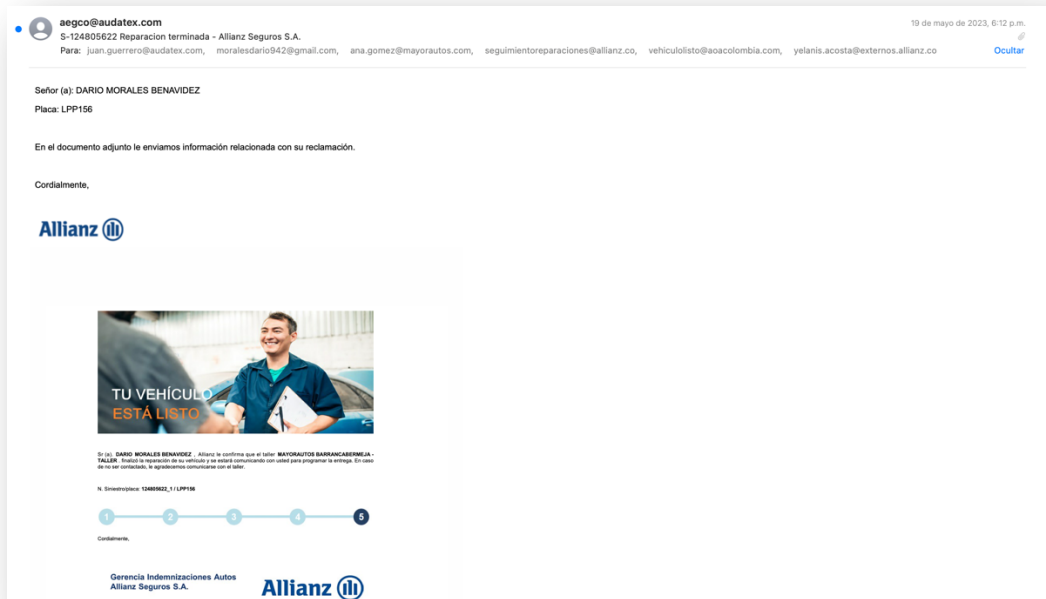 aegco@audatex.com
19 de mayo de 2023, 6:12 p.m.
S-124805622 Reparacion terminada - Allianz Seguros S.A.
Para: juan.guerrero@audatex.com, moralesdario942@gmail.com, ana.gomez@mayorautos.com, seguimientoreparaciones@allianz.co, vehiculolisto@aoacolombia.com, yelanis.acosta@externos.allianz.co
Ocultar
Señor (a): DARIO MORALES BENAVIDEZ
Placa: LPP156
En el documento adjunto le enviamos información relacionada con su reclamación.
Cordialmente,
Allianz
TU VEHÍCULO
ESTÁ LISTO
Sr (a). DARIO MORALES BENAVIDEZ , Allianz le confirma que el taller MAYORAUTOS BARRANCABERMEJA -
TALLER . finalizó la reparación de su vehículo y se estará comunicando con usted para programar la entrega. En caso
de no ser contactado, le agradecemos comunicarse con el taller.
N. Siniestro/placa: 124805622_1 / LPP156
1 2 3 4 5
Cordialmente,
Gerencia Indemnizaciones Autos
Allianz Seguros S.A.
Allianz